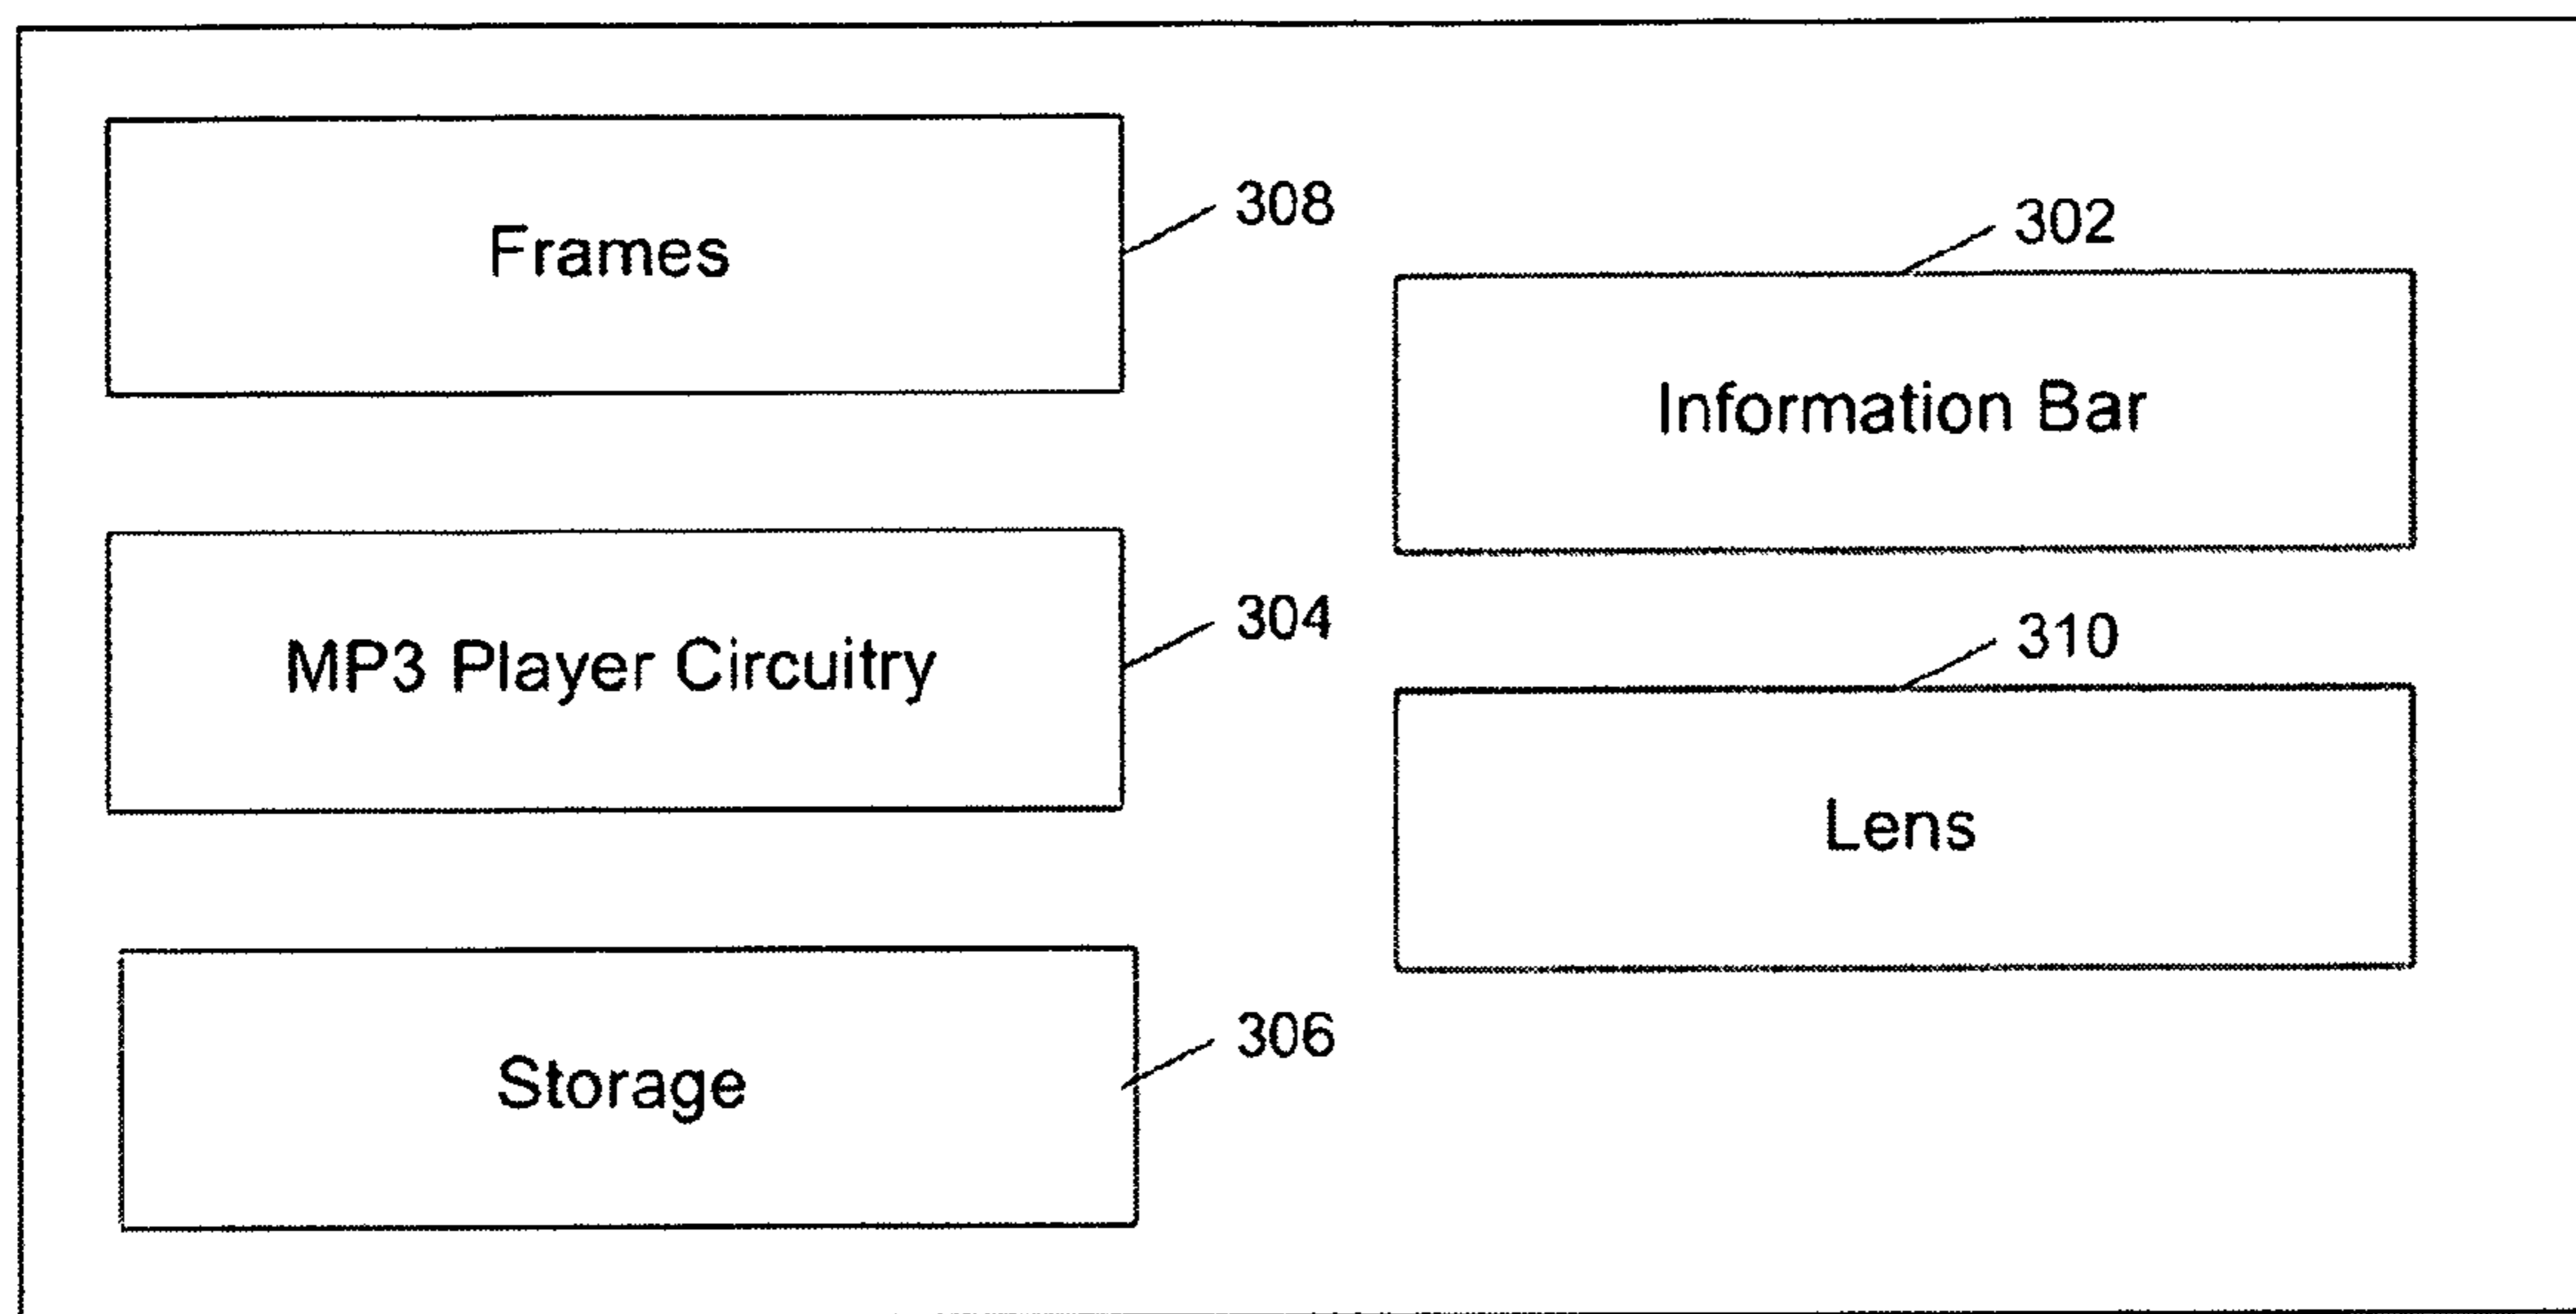 308
Frames
302
Information Bar
304
MP3 Player Circuitry
310
Lens
306
Storage